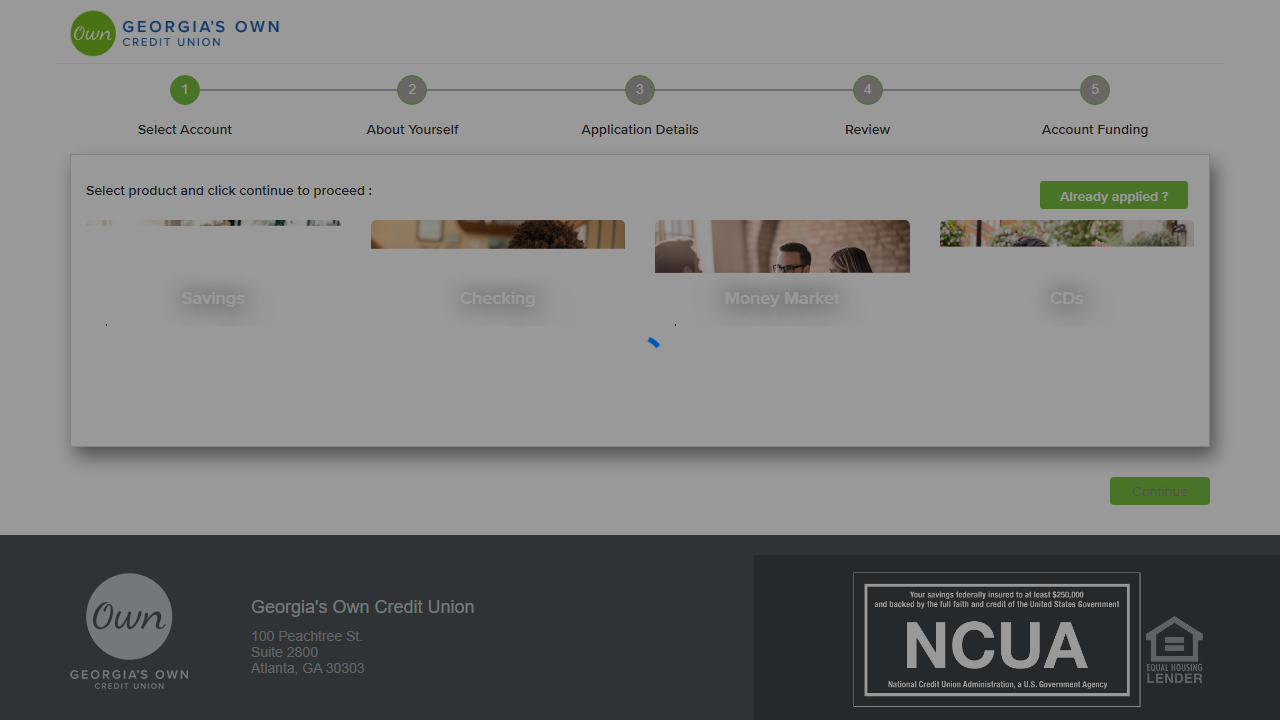 Own
GEORGIA'S OWN
CREDIT UNION
1
2
3
4
5
Select Account
About Yourself
Application Details
Review
Account Funding
Select product and click continue to proceed :
Already applied ?
Savings
Checking
Money Market
CDs
Continue
Own
GEORGIA'S OWN
CREDIT UNION
Georgia's Own Credit Union
100 Peachtree St.
Suite 2800
Atlanta, GA 30303
Your savings federally insured to at least $250,000
and backed by the full faith and credit of the United States Government
NCUA
National Credit Union Administration, a U.S. Government Agency
EQUAL HOUSING
LENDER